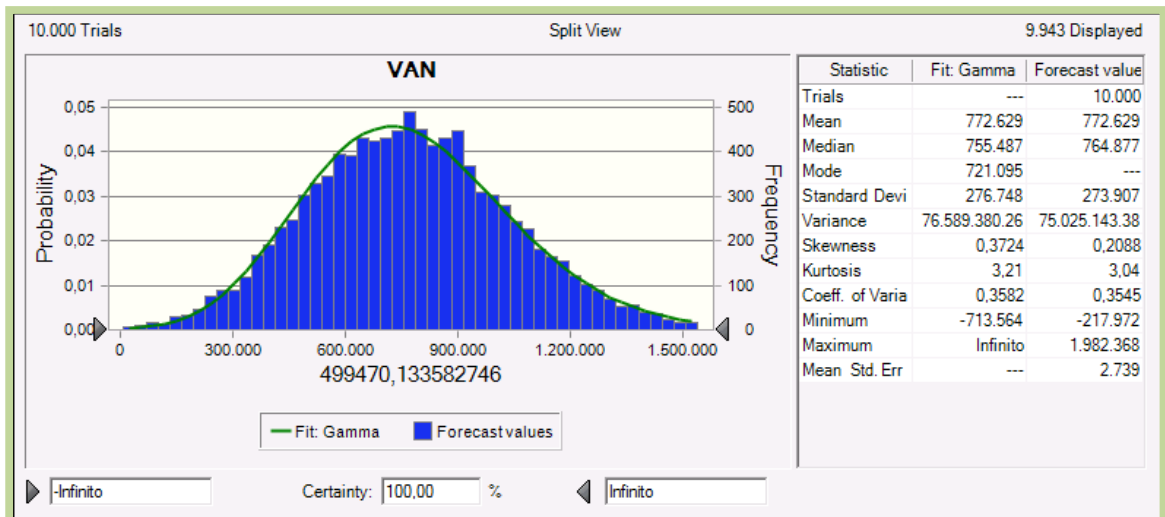 10.000 Trials Split View 9.943 Displayed
VAN
Probability
0,05
0,04
0,03
0,02
0,01
0,00
500
400
300
200
100
0
Frequency
0 300.000 600.000 900.000 1.200.000 1.500.000
499470,133582746
Fit: Gamma Forecast values
Statistic Fit: Gamma Forecast value
Trials --- 10.000
Mean 772.629 772.629
Median 755.487 764.877
Mode 721.095 ---
Standard Devi 276.748 273.907
Variance 76.589.380.26 75.025.143.38
Skewness 0,3724 0,2088
Kurtosis 3,21 3,04
Coeff. of Varia 0,3582 0,3545
Minimum -713.564 -217.972
Maximum Infinito 1.982.368
Mean Std. Err --- 2.739
-Infinito Certainty: 100,00 % Infinito